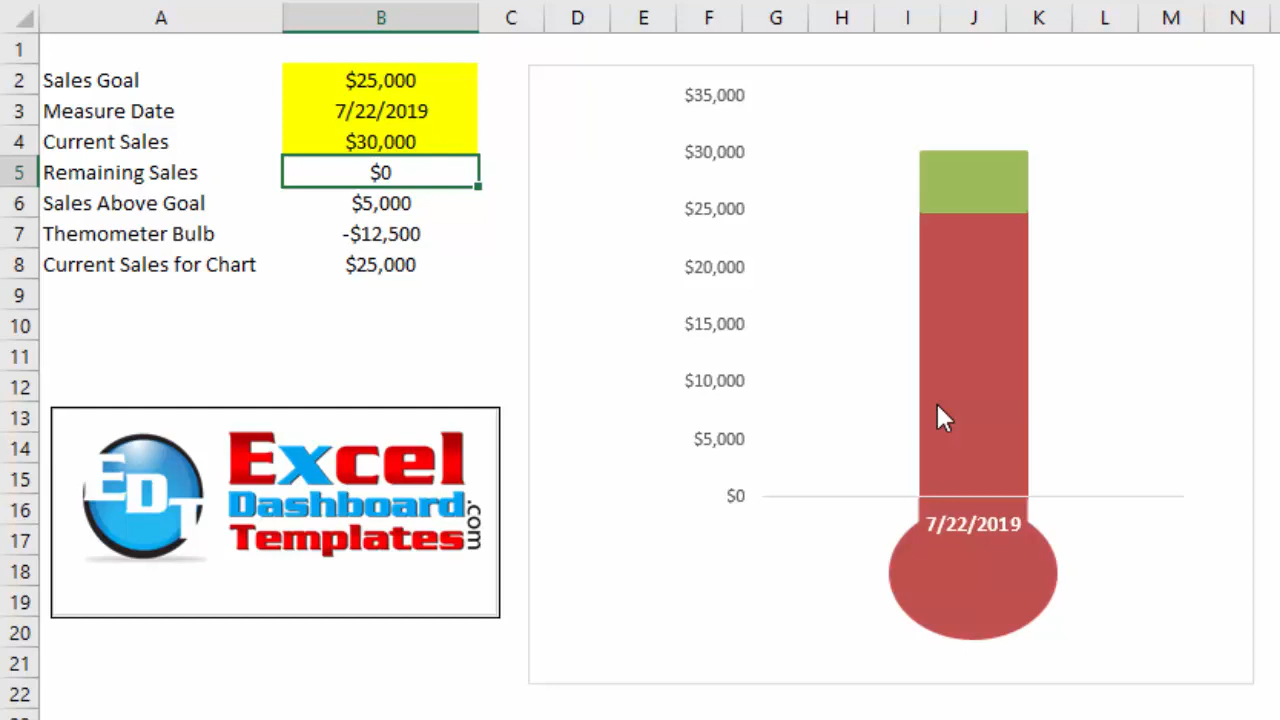 A B C D E F G H I J K L M N
1
2 Sales Goal $25,000
3 Measure Date 7/22/2019
4 Current Sales $30,000
5 Remaining Sales $0
6 Sales Above Goal $5,000
7 Themometer Bulb -$12,500
8 Current Sales for Chart $25,000
9
10
11
12
13
14
15
16
17
18
19
20
21
22
EDT
Excel
Dashboard
Templates
.com
$35,000
$30,000
$25,000
$20,000
$15,000
$10,000
$5,000
$0
7/22/2019